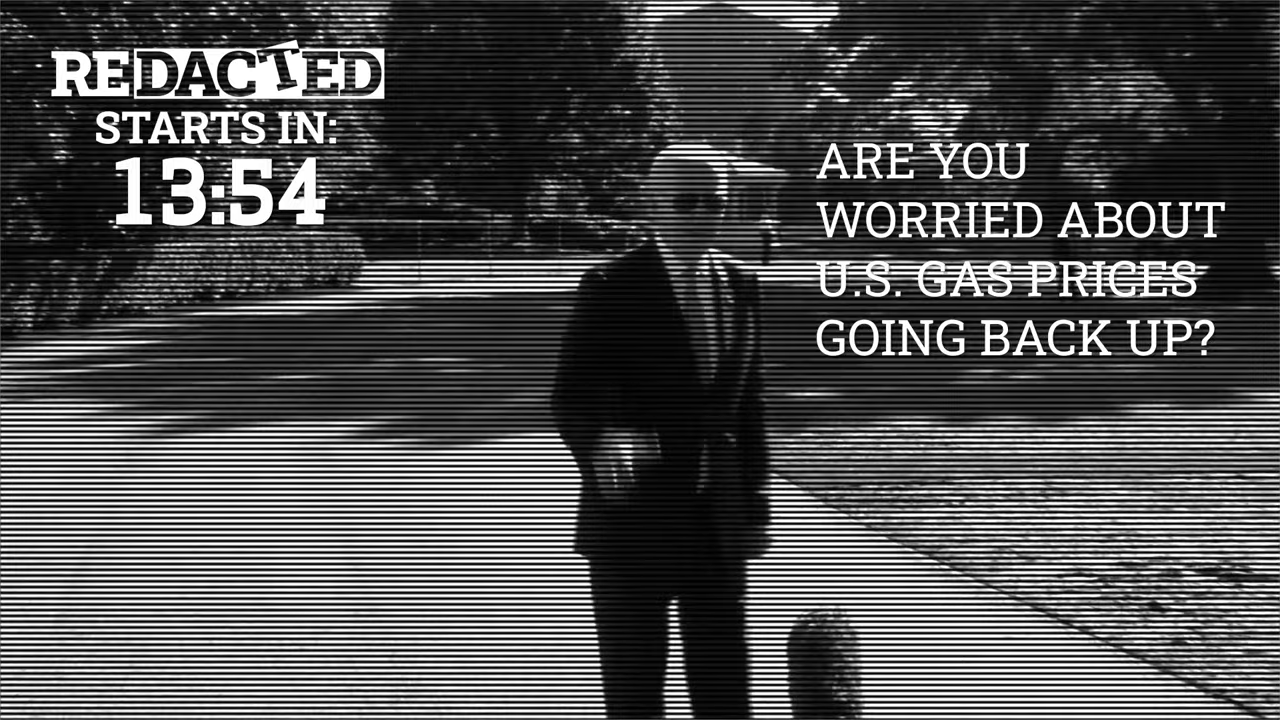 REDACTED
STARTS IN:
13:54
ARE YOU
WORRIED ABOUT
U.S. GAS PRICES
GOING BACK UP?